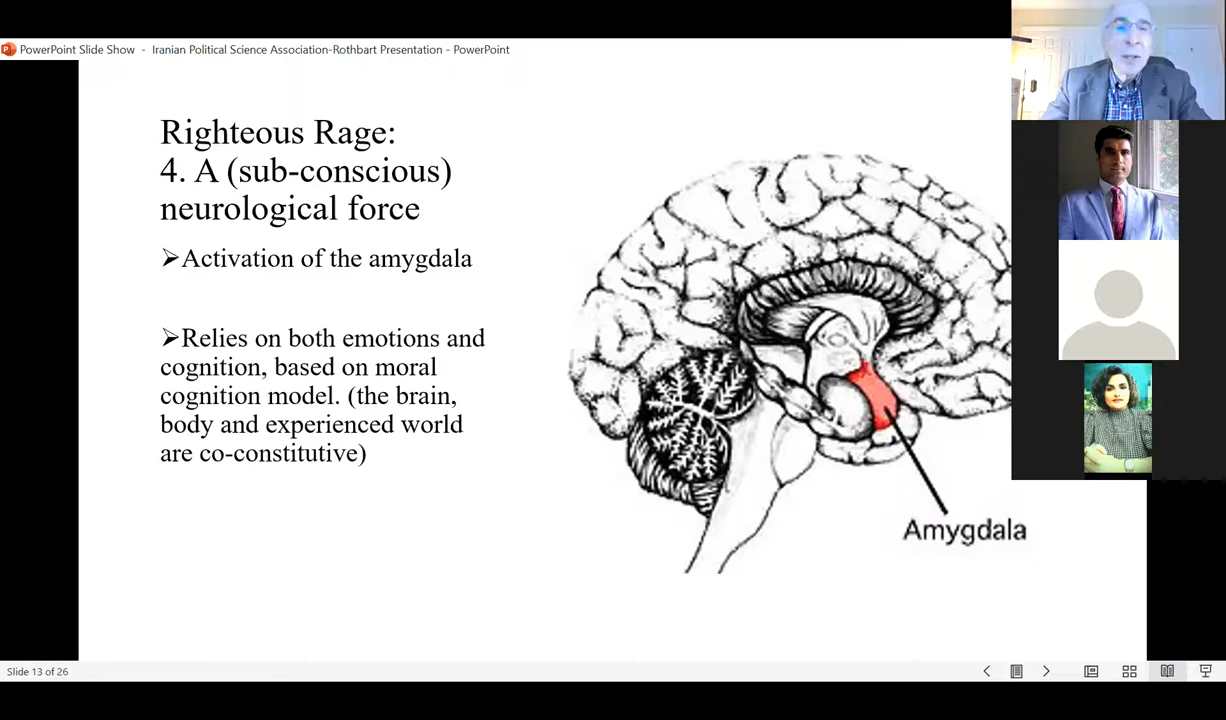 PowerPoint Slide Show - Iranian Political Science Association-Rothbart Presentation - PowerPoint
Righteous Rage:
4. A (sub-conscious)
neurological force
➢Activation of the amygdala
➢Relies on both emotions and
cognition, based on moral
cognition model. (the brain,
body and experienced world
are co-constitutive)
Amygdala
Slide 13 of 26